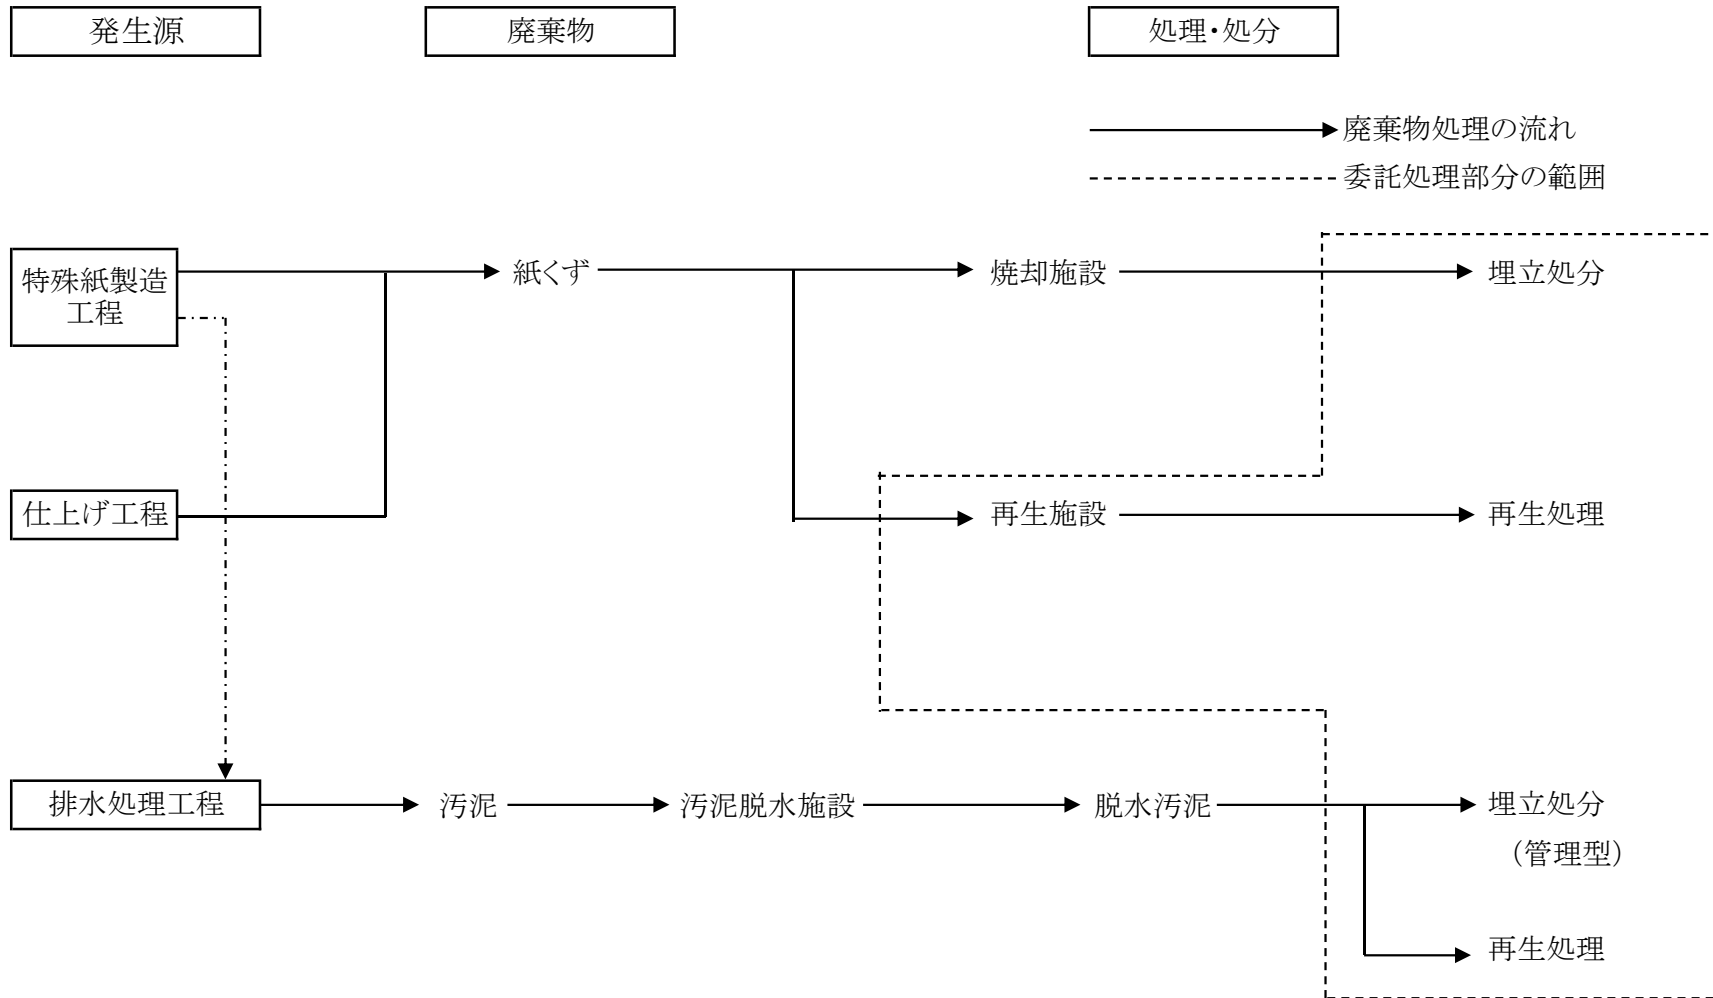 発生源
廃棄物
処理・処分
廃棄物処理の流れ
委託処理部分の範囲
特殊紙製造
工程
紙くず
焼却施設
埋立処分
仕上げ工程
再生施設
再生処理
排水処理工程
汚泥
汚泥脱水施設
脱水汚泥
埋立処分
（管理型）
再生処理